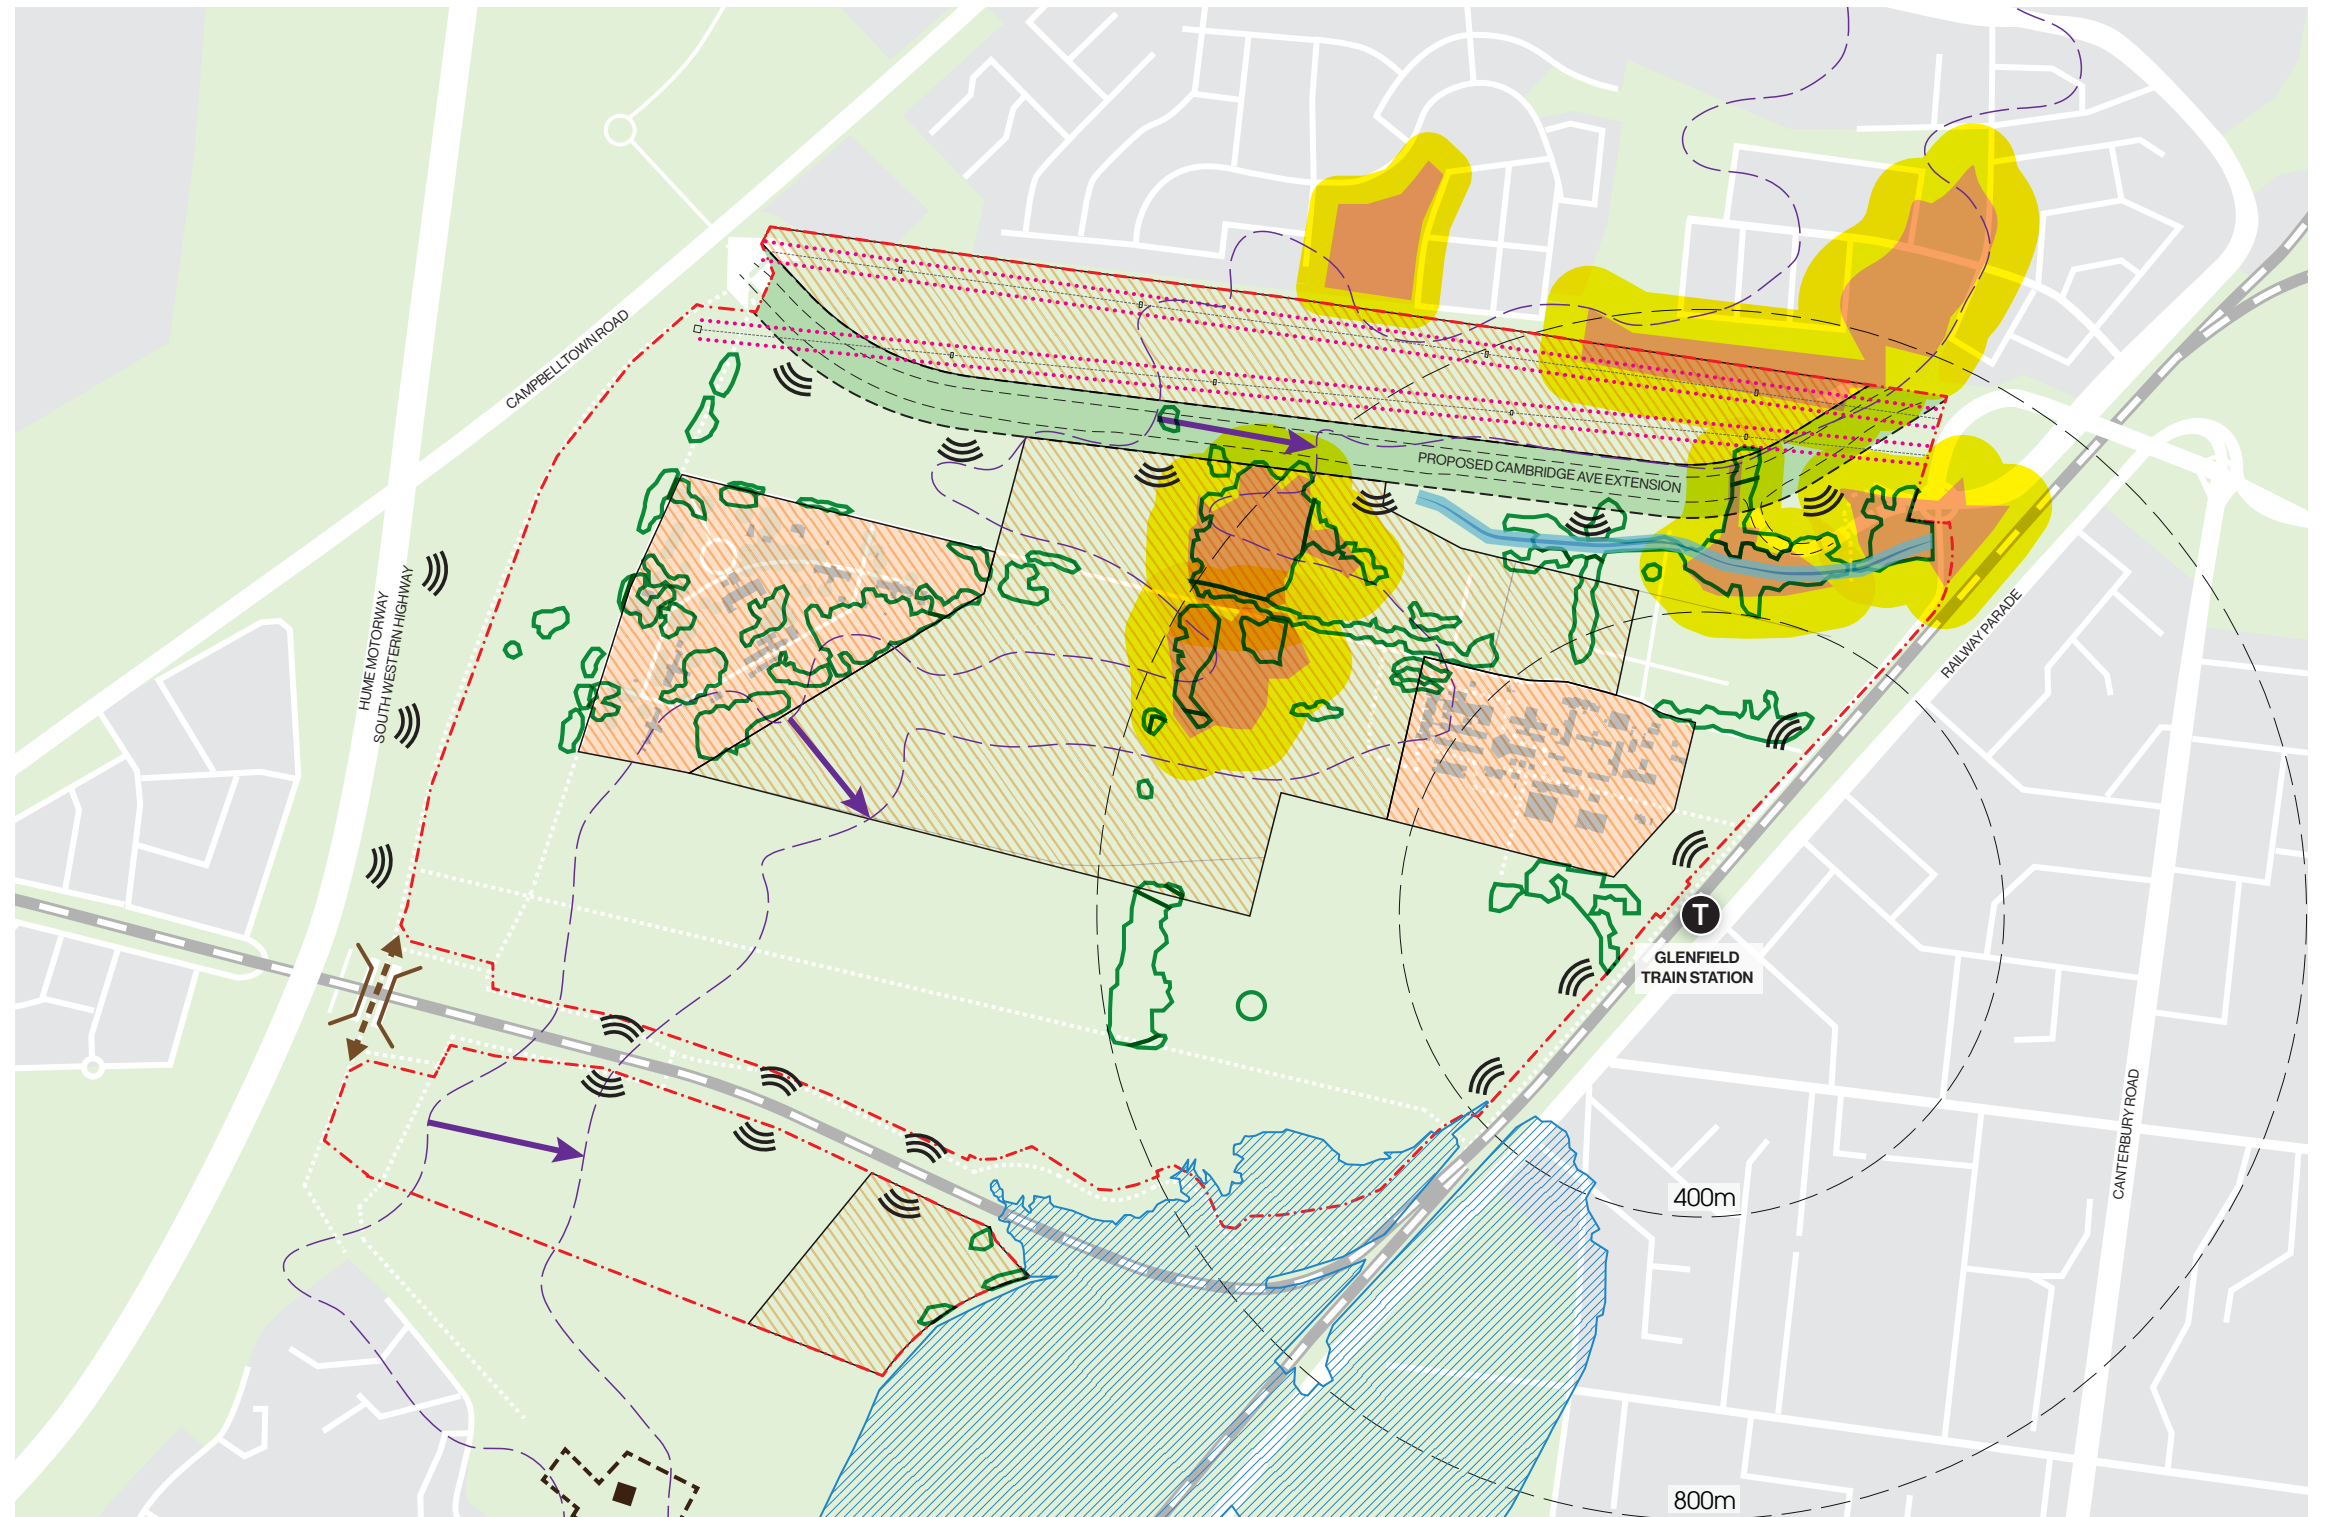 CAMPBELLTOWN ROAD
PROPOSED CAMBRIDGE AVE EXTENSION
HUME MOTORWAY
SOUTH WESTERN HIGHWAY
RAILWAY PARADE
T
GLENFIELD
TRAIN STATION
CANTERBURY ROAD
400m
800m